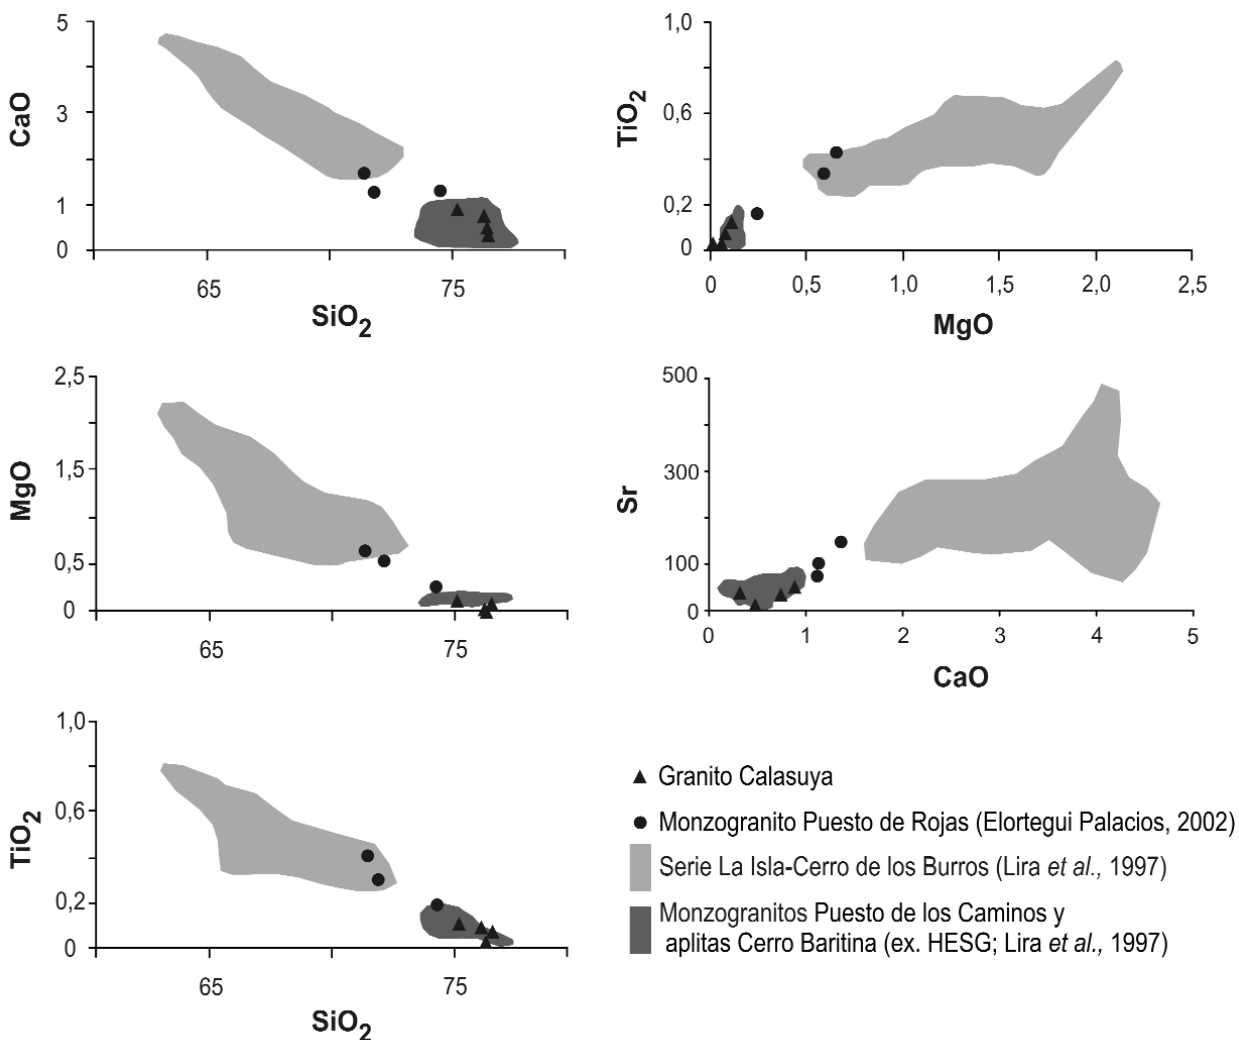 5
3
1
0
CaO
65
75
SiO2
1,0
0,6
0,2
0
TiO2
0
0,5
1,0
1,5
2,0
2,5
MgO
2,5
1,5
0,5
0
MgO
65
75
500
300
100
0
Sr
0
1
2
3
4
5
CaO
1,0
0,6
0,2
0
TiO2
65
75
SiO2
Granito Calasuya
Monzogranito Puesto de Rojas (Elortegui Palacios, 2002)
Serie La Isla-Cerro de los Burros (Lira et al., 1997)
Monzogranitos Puesto de los Caminos y
aplitas Cerro Baritina (ex. HESG; Lira et al., 1997)